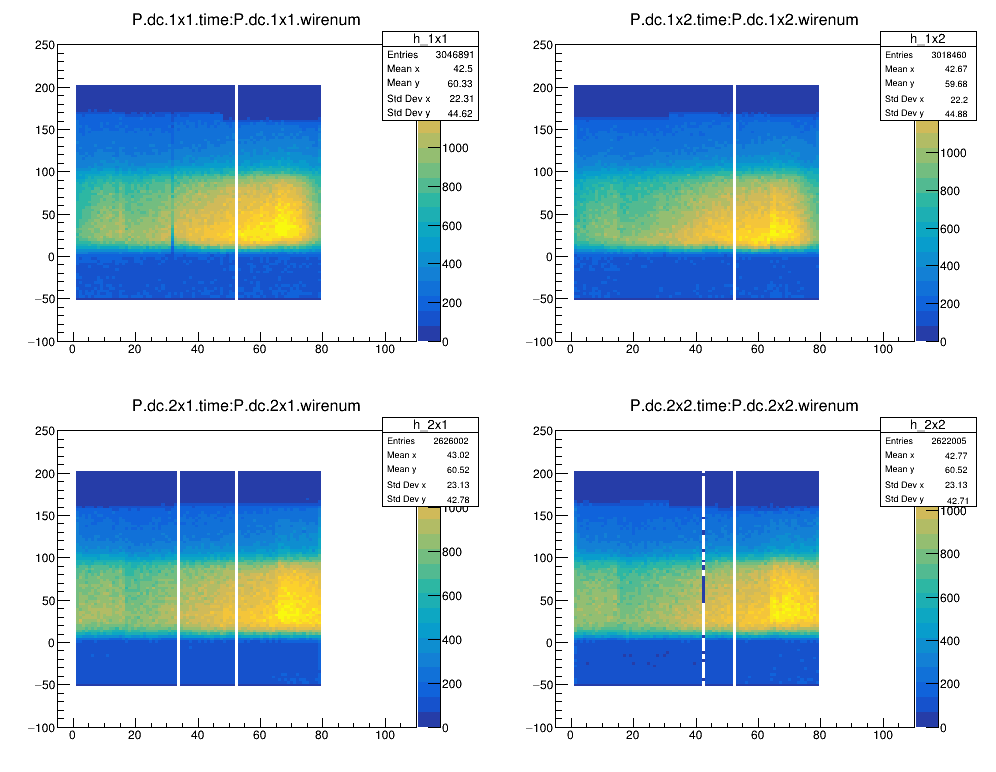 P.dc.1x1.time:P.dc.1x1.wirenum
h_1x1
Entries 3046891
Mean x 42.5
Mean y 60.33
Std Dev x 22.31
Std Dev y 44.62
250
200
150
100
50
0
−50
−100
0 20 40 60 80 100
1000
800
600
400
200
0
P.dc.1x2.time:P.dc.1x2.wirenum
h_1x2
Entries 3018460
Mean x 42.67
Mean y 59.68
Std Dev x 22.2
Std Dev y 44.88
250
200
150
100
50
0
−50
−100
0 20 40 60 80 100
1000
800
600
400
200
0
P.dc.2x1.time:P.dc.2x1.wirenum
h_2x1
Entries 2626002
Mean x 43.02
Mean y 60.52
Std Dev x 23.13
Std Dev y 42.78
250
200
150
100
50
0
−50
−100
0 20 40 60 80 100
1000
800
600
400
200
0
P.dc.2x2.time:P.dc.2x2.wirenum
h_2x2
Entries 2622005
Mean x 42.77
Mean y 60.52
Std Dev x 23.13
Std Dev y 42.71
250
200
150
100
50
0
−50
−100
0 20 40 60 80 100
1000
800
600
400
200
0